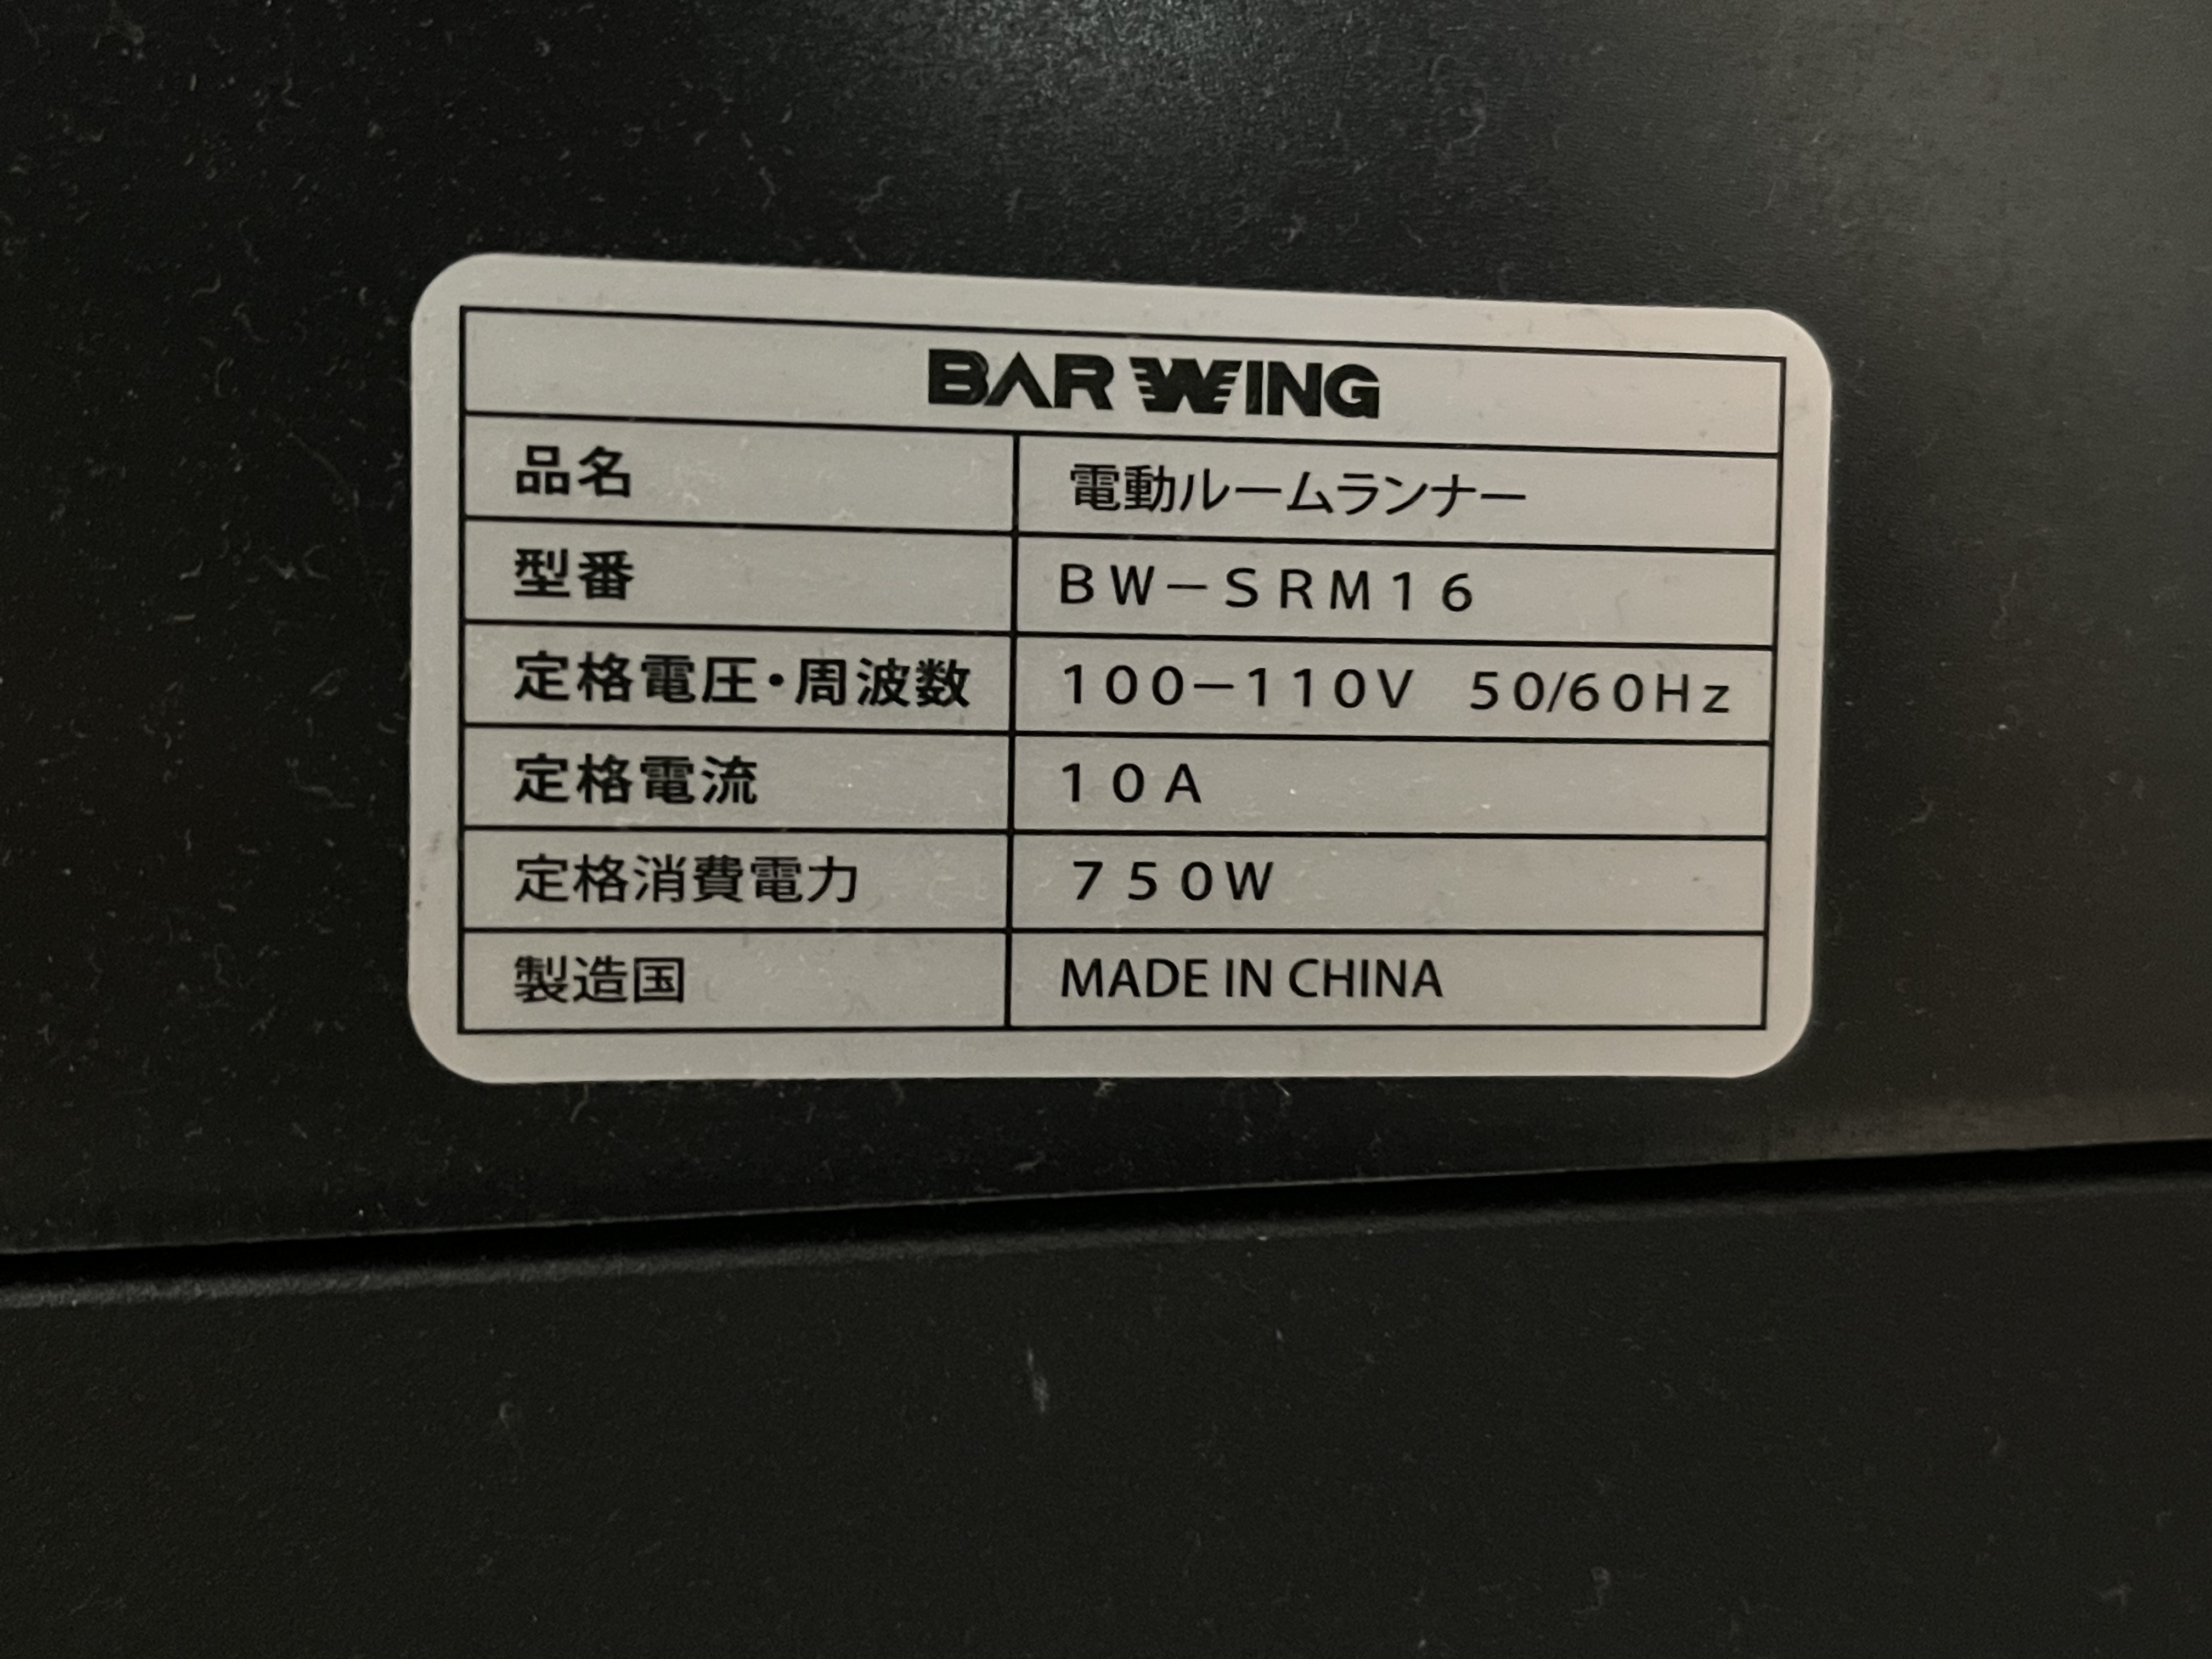 BAR WING
品名 電動ルームランナー
型番 BW－SRM16
定格電圧・周波数 100－110V 50/60Hz
定格電流 10A
定格消費電力 750W
製造国 MADE IN CHINA